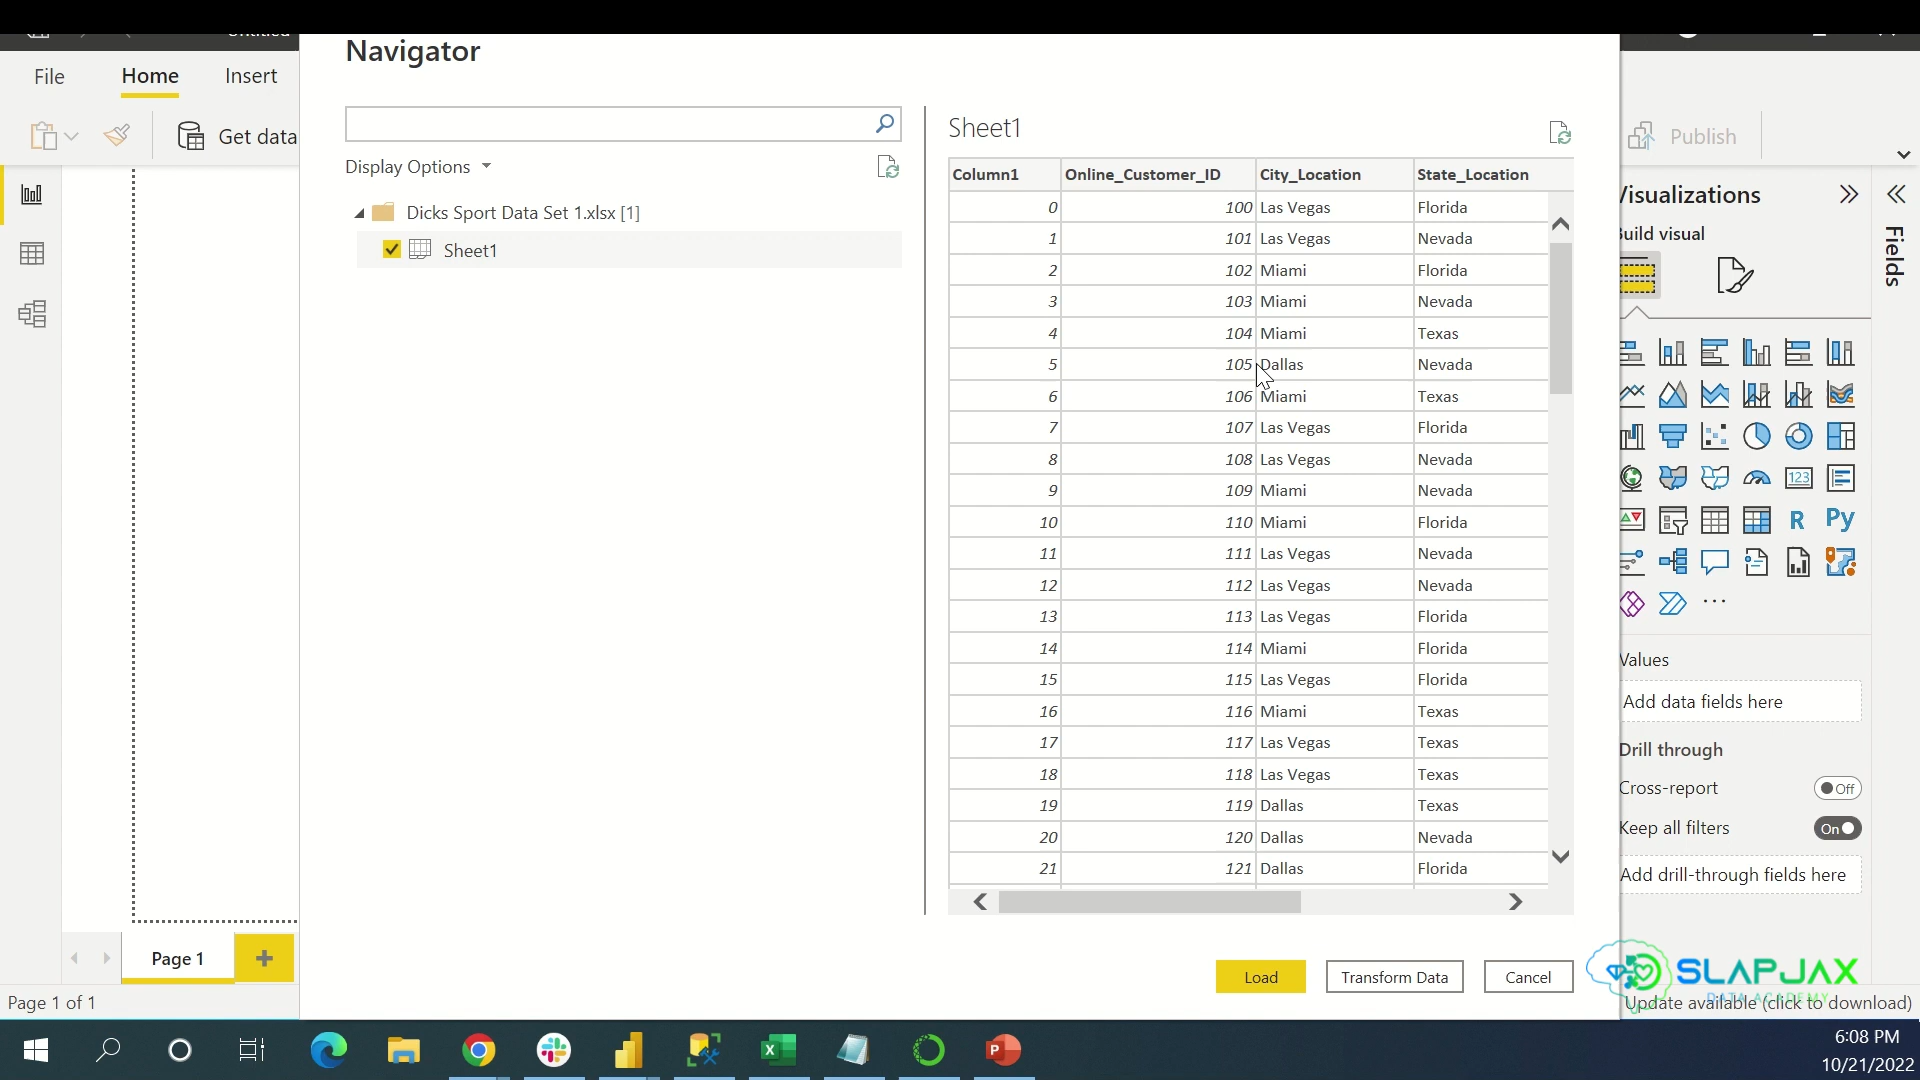 Navigator
File
Home
Insert
Get data
Publish
Display Options
Dicks Sport Data Set 1.xlsx [1]
Sheet1
Sheet1
Column1 Online_Customer_ID City_Location State_Location
0 100 Las Vegas Florida
1 101 Las Vegas Nevada
2 102 Miami Florida
3 103 Miami Nevada
4 104 Miami Texas
5 105 Dallas Nevada
6 106 Miami Texas
7 107 Las Vegas Florida
8 108 Las Vegas Nevada
9 109 Miami Nevada
10 110 Miami Florida
11 111 Las Vegas Nevada
12 112 Las Vegas Nevada
13 113 Las Vegas Florida
14 114 Miami Florida
15 115 Las Vegas Florida
16 116 Miami Texas
17 117 Las Vegas Texas
18 118 Las Vegas Texas
19 119 Dallas Texas
20 120 Dallas Nevada
21 121 Dallas Florida
Load
Transform Data
Cancel
Visualizations
Build visual
Fields
123
R
Py
Values
Add data fields here
Drill through
Cross-report
Off
Keep all filters
On
Add drill-through fields here
Page 1
Page 1 of 1
SLAPJAX
DATA ACADEMY
Update available (click to download)
6:08 PM
10/21/2022